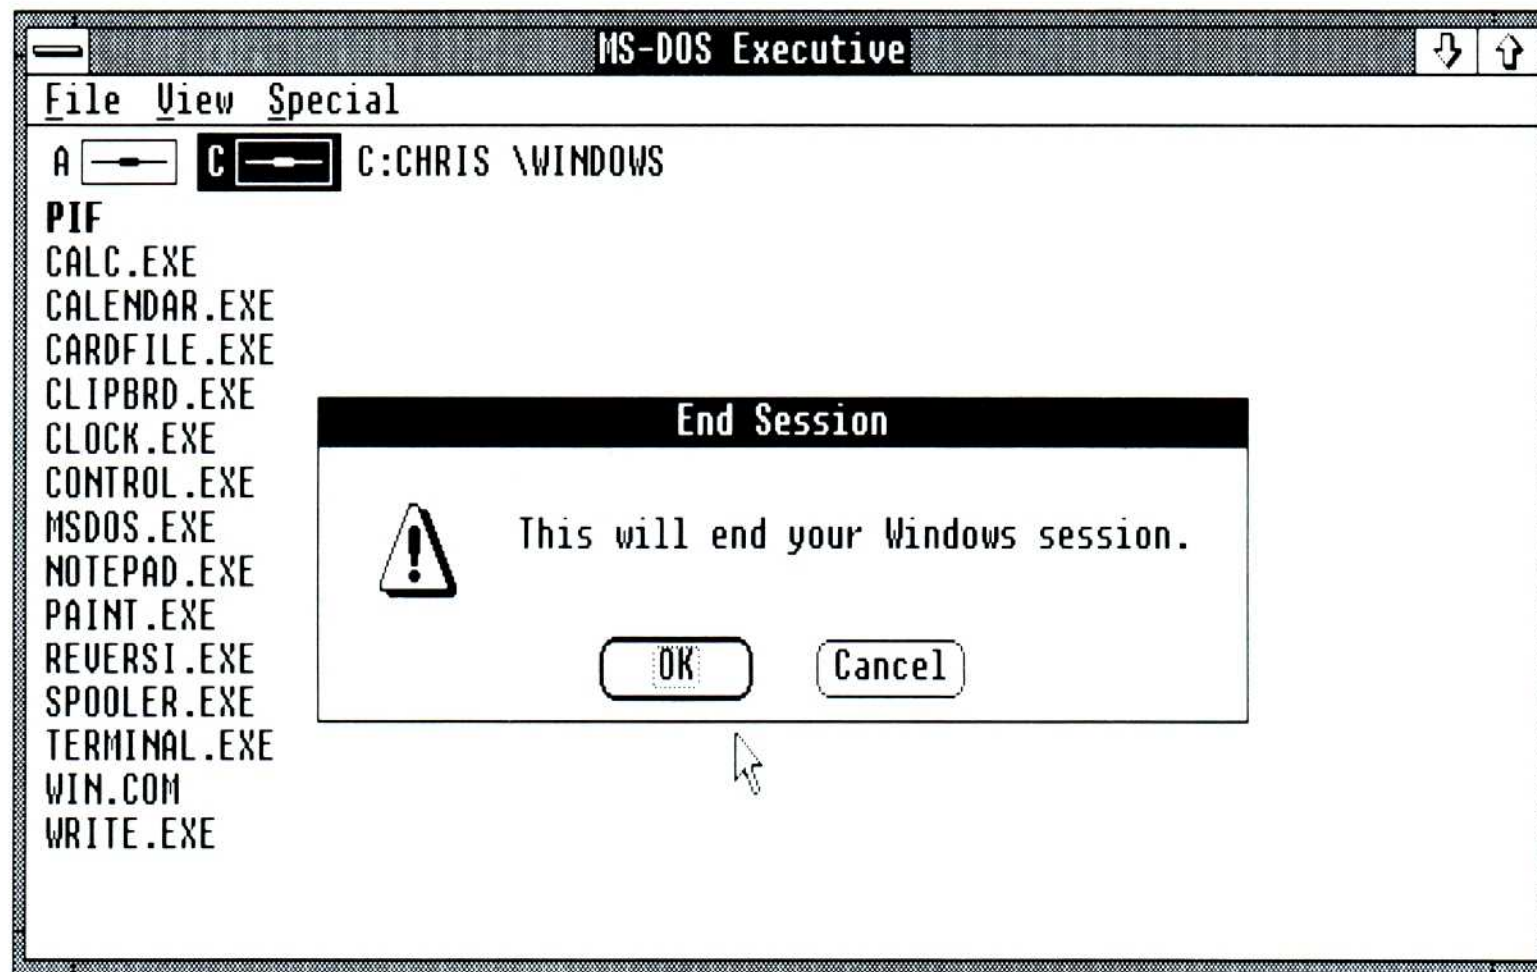 MS-DOS Executive
File View Special
A C C:CHRIS \WINDOWS
PIF
CALC.EXE
CALENDAR.EXE
CARDFILE.EXE
CLIPBRD.EXE
CLOCK.EXE
CONTROL.EXE
MSDOS.EXE
NOTEPAD.EXE
PAINT.EXE
REVERSI.EXE
SPOOLER.EXE
TERMINAL.EXE
WIN.COM
WRITE.EXE
End Session
This will end your Windows session.
OK Cancel